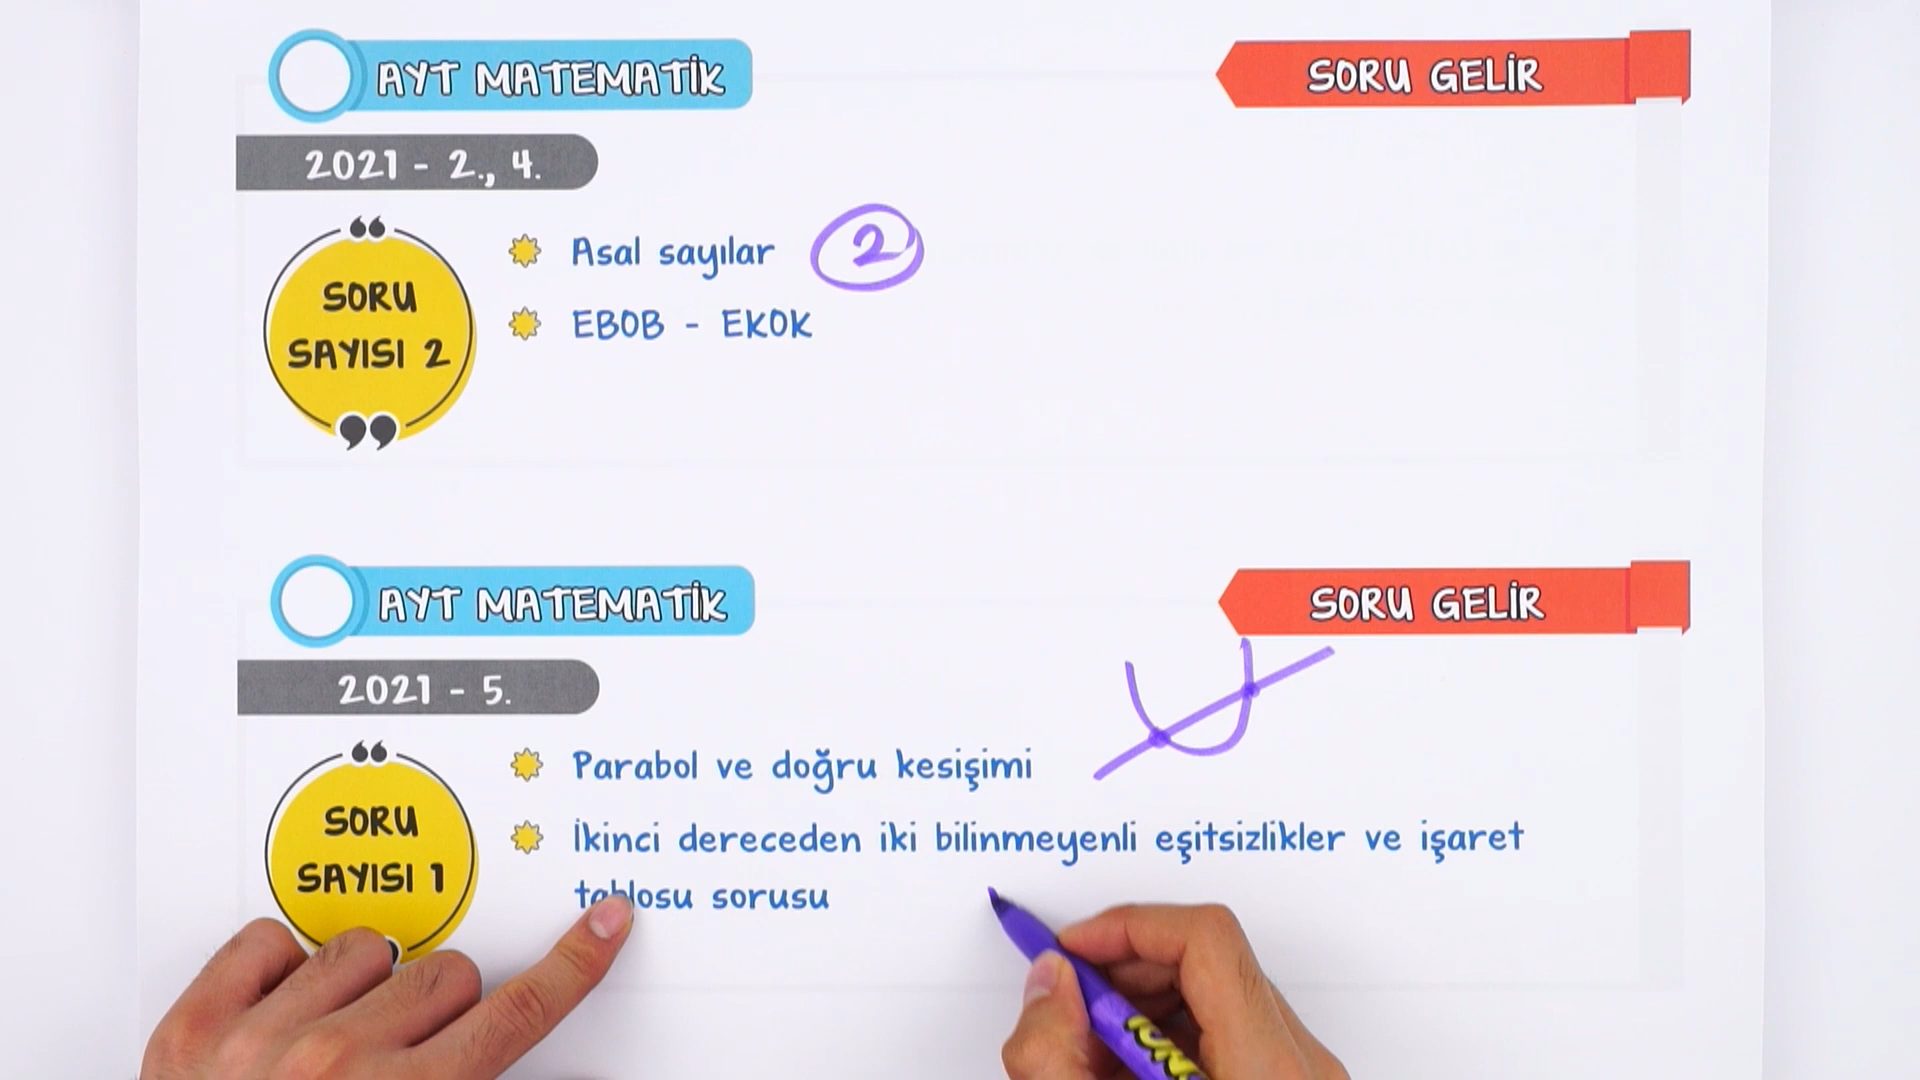 AYT MATEMATİK
SORU GELİR
2021 - 2., 4.
SORU
SAYISI 2
Asal sayılar
2
EBOB - EKOK
AYT MATEMATİK
SORU GELİR
2021 - 5.
SORU
SAYISI 1
Parabol ve doğru kesişimi
İkinci dereceden iki bilinmeyenli eşitsizlikler ve işaret
tablosu sorusu